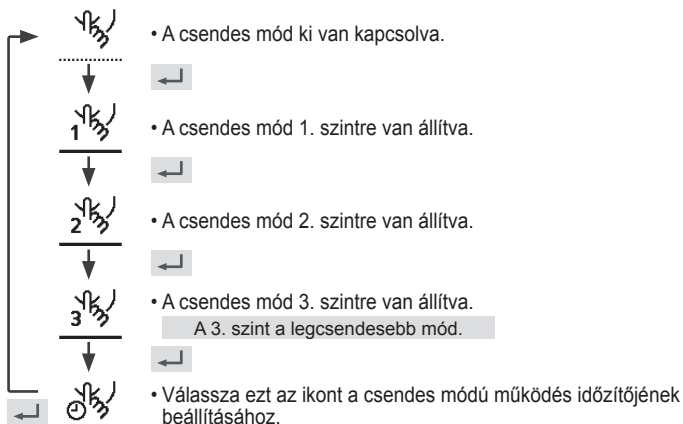 • A csendes mód ki van kapcsolva.
1
• A csendes mód 1. szintre van állítva.
2
• A csendes mód 2. szintre van állítva.
3
• A csendes mód 3. szintre van állítva.
A 3. szint a legcsendesebb mód.
• Válassza ezt az ikont a csendes módú működés időzítőjének
beállításához.